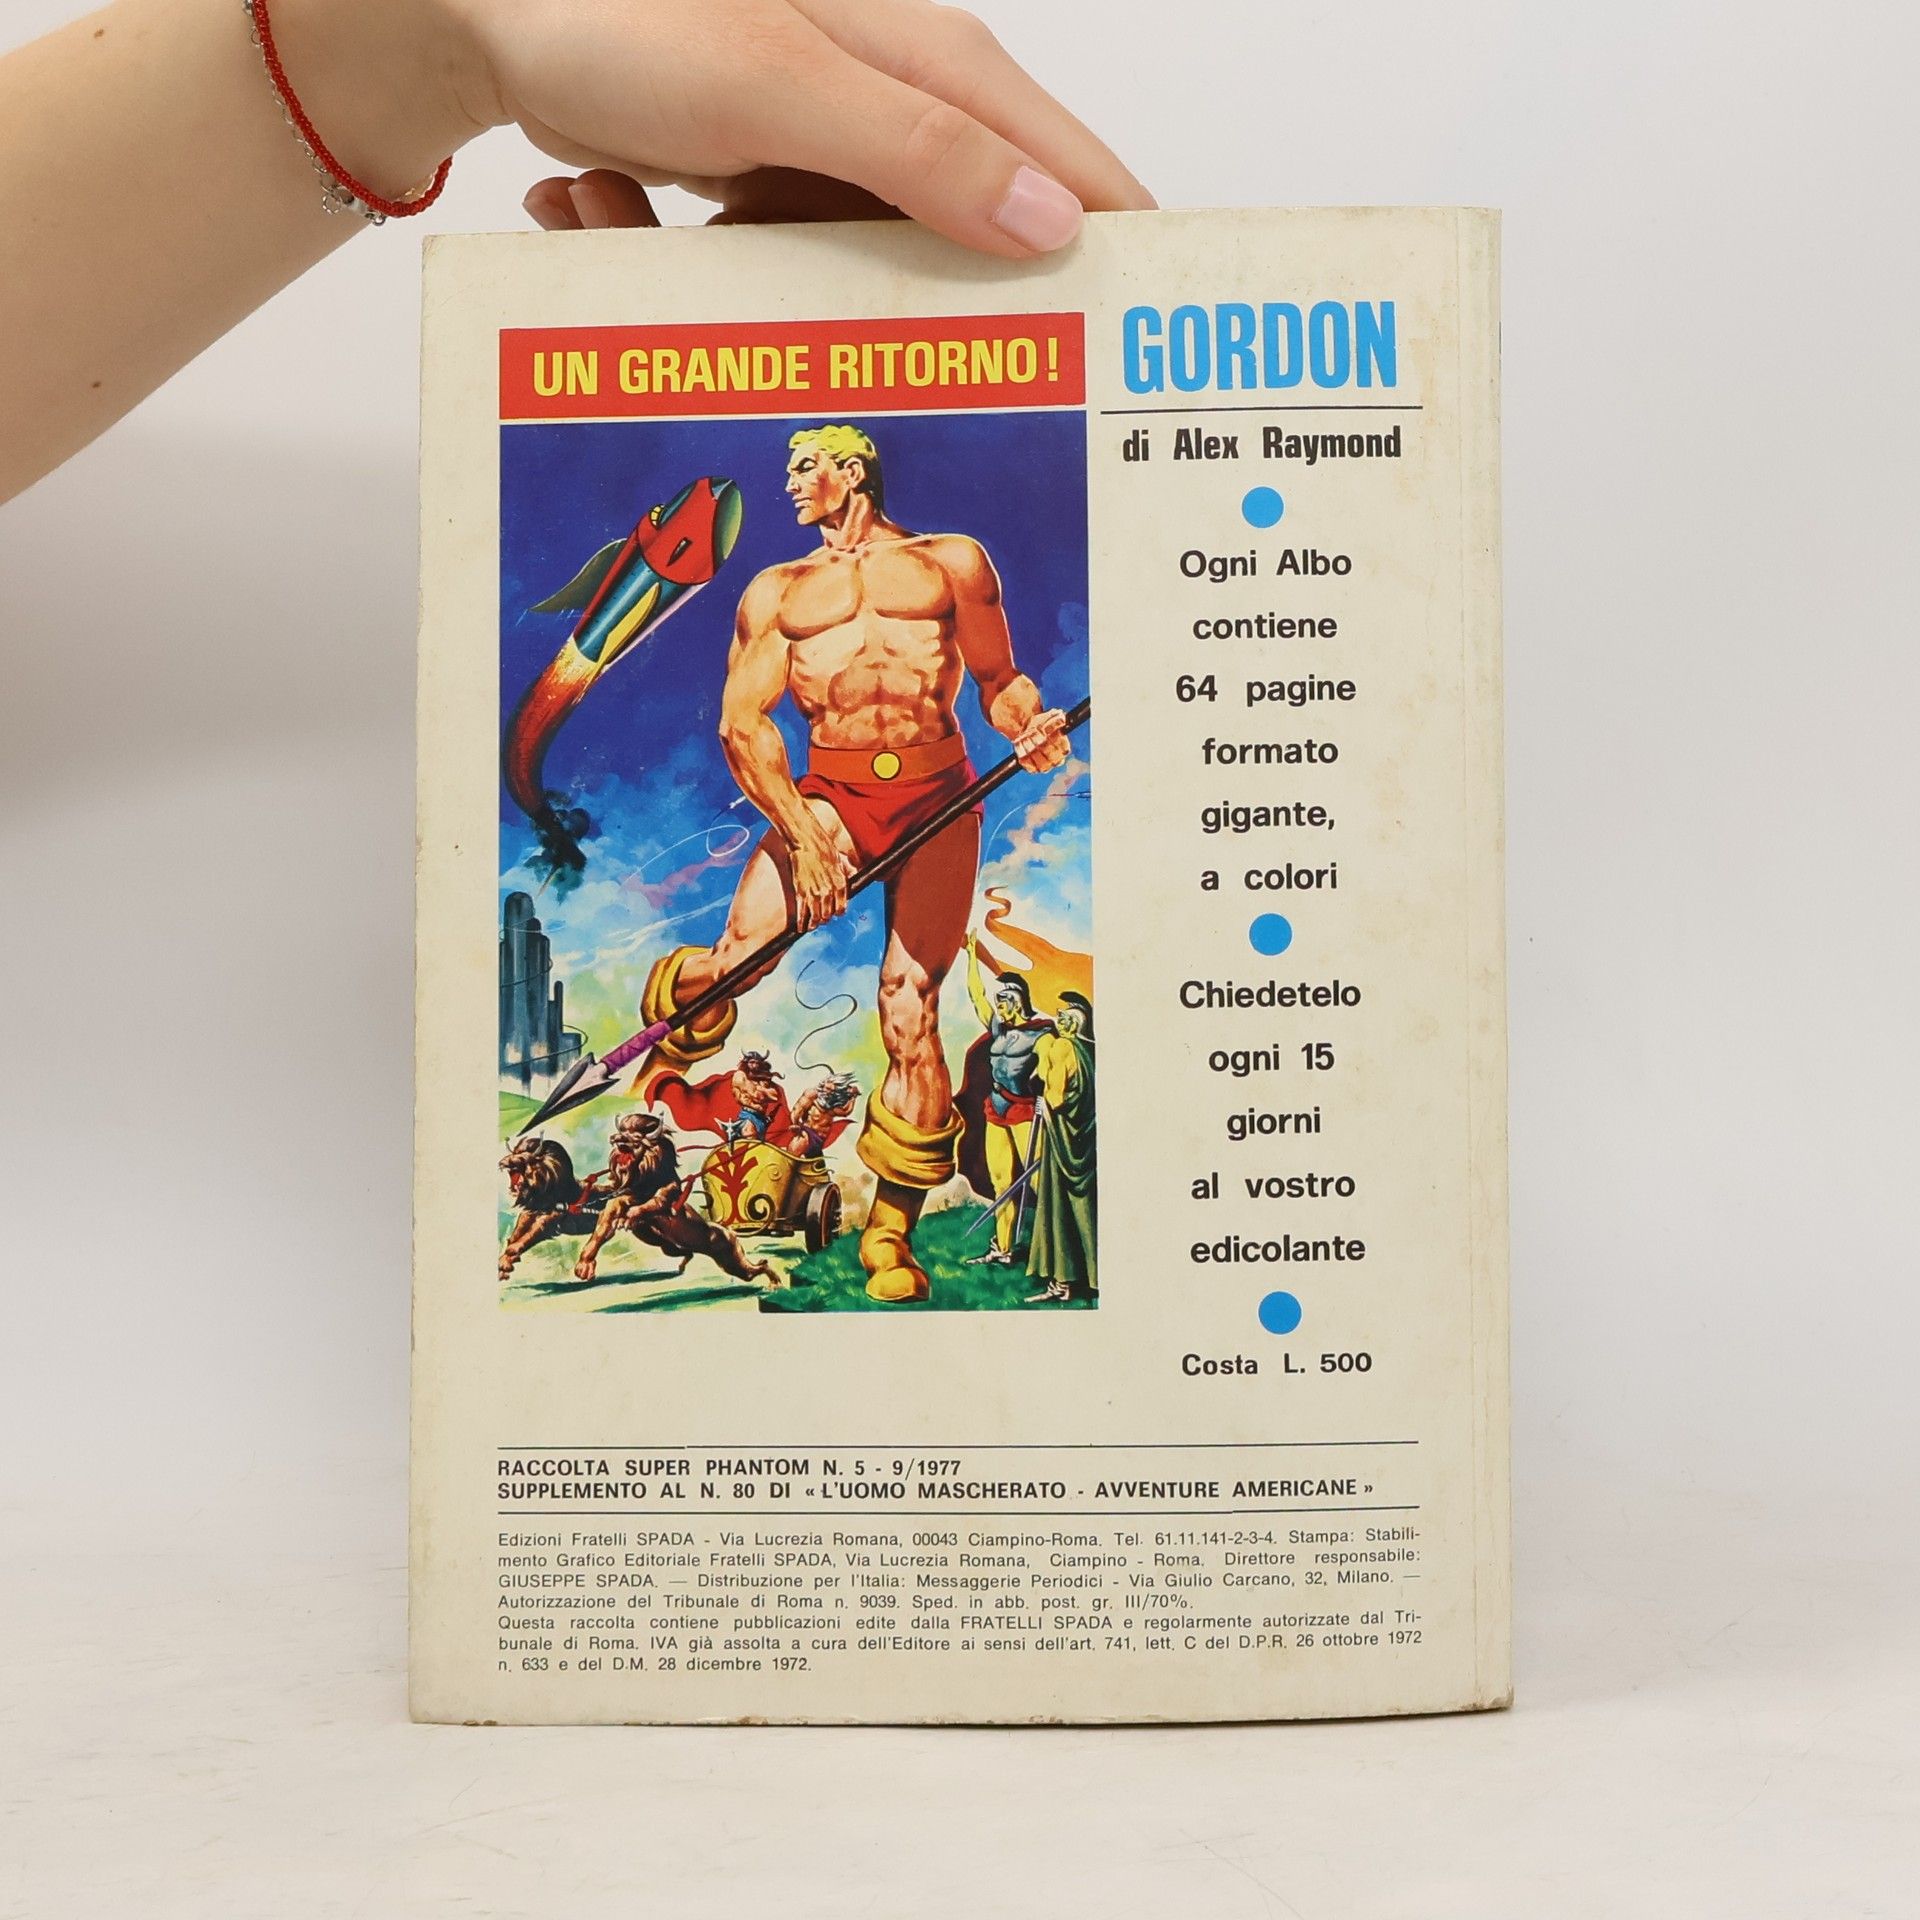 UN GRANDE RITORNO!
GORDON
di Alex Raymond
Ogni Albo
contiene
64 pagine
formato
gigante,
a colori
Chiedetelo
ogni 15
giorni
al vostro
edicolante
Costa L. 500
RACCOLTA SUPER PHANTOM N. 5 - 9/1977
SUPPLEMENTO AL N. 80 DI « L'UOMO MASCHERATO - AVVENTURE AMERICANE »
Edizioni Fratelli SPADA - Via Lucrezia Romana, 00043 Ciampino-Roma. Tel. 61.11.141-2-3-4. Stampa: Stabili-
mento Grafico Editoriale Fratelli SPADA, Via Lucrezia Romana, Ciampino - Roma. Direttore responsabile:
GIUSEPPE SPADA. — Distribuzione per l'Italia: Messaggerie Periodici - Via Giulio Carcano, 32, Milano. —
Autorizzazione del Tribunale di Roma n. 9039. Sped. in abb. post. gr. III/70%.
Questa raccolta contiene pubblicazioni edite dalla FRATELLI SPADA e regolarmente autorizzate dal Tri-
bunale di Roma. IVA già assolta a cura dell'Editore ai sensi dell'art. 741, lett. C del D.P.R. 26 ottobre 1972
n. 633 e del D.M. 28 dicembre 1972.